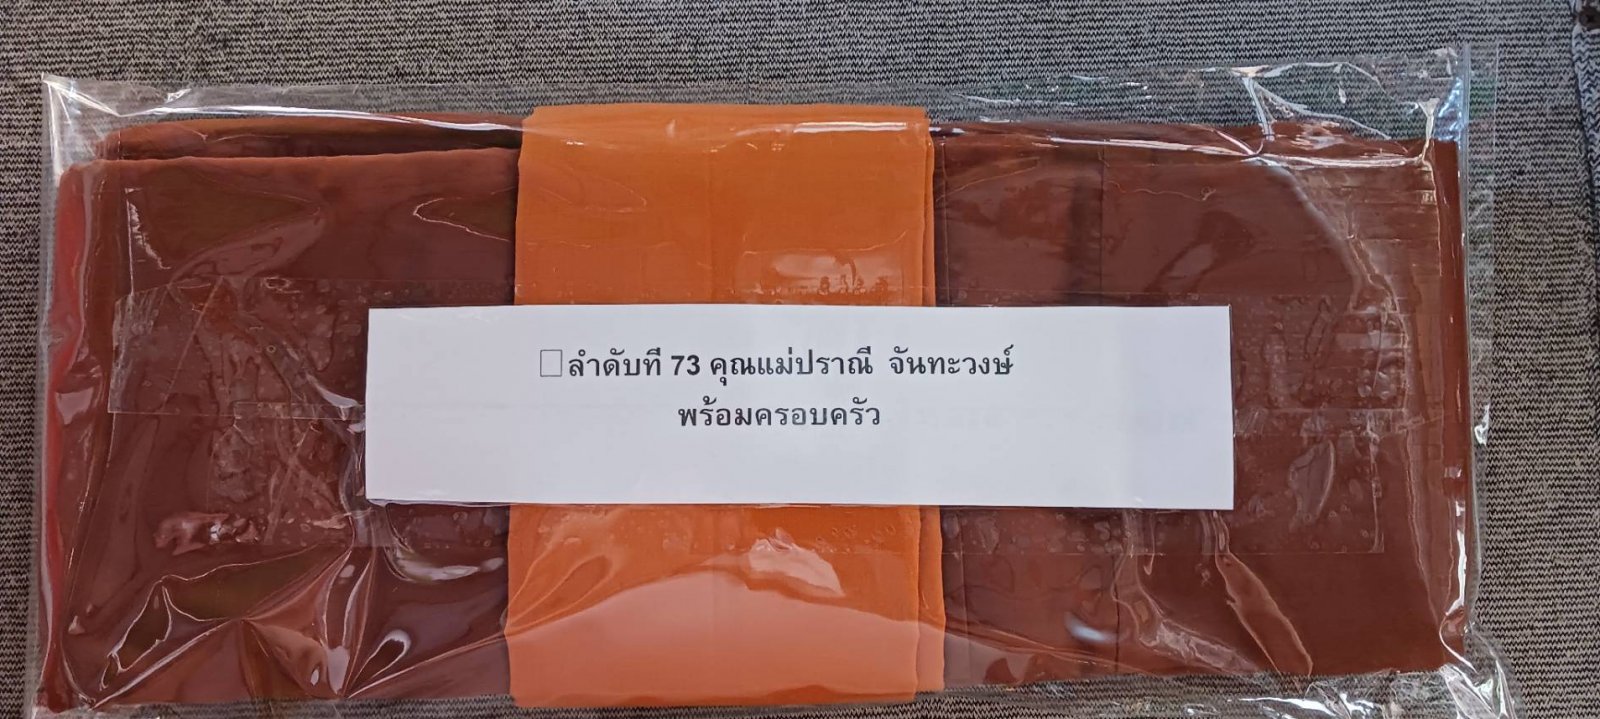 ☐ลำดับที่ 73 คุณแม่ปราณี จันทะวงษ์
พร้อมครอบครัว